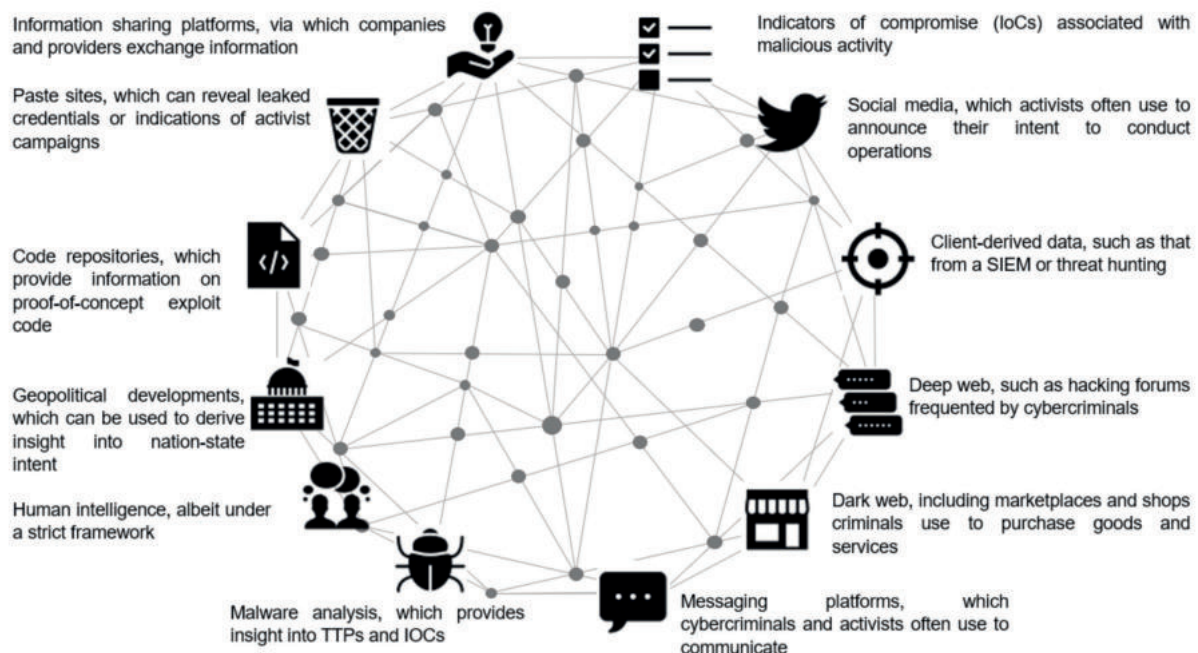 Information sharing platforms, via which companies
and providers exchange information
Indicators of compromise (IoCs) associated with
malicious activity
Paste sites, which can reveal leaked
credentials or indications of activist
campaigns
Social media, which activists often use to
announce their intent to conduct
operations
Code repositories, which
provide information on
proof-of-concept exploit
code
Client-derived data, such as that
from a SIEM or threat hunting
Geopolitical developments,
which can be used to derive
insight into nation-state
intent
Deep web, such as hacking forums
frequented by cybercriminals
Human intelligence, albeit under
a strict framework
Dark web, including marketplaces and shops
criminals use to purchase goods and
services
Malware analysis, which provides
insight into TTPs and IOCs
Messaging platforms, which
cybercriminals and activists often use to
communicate